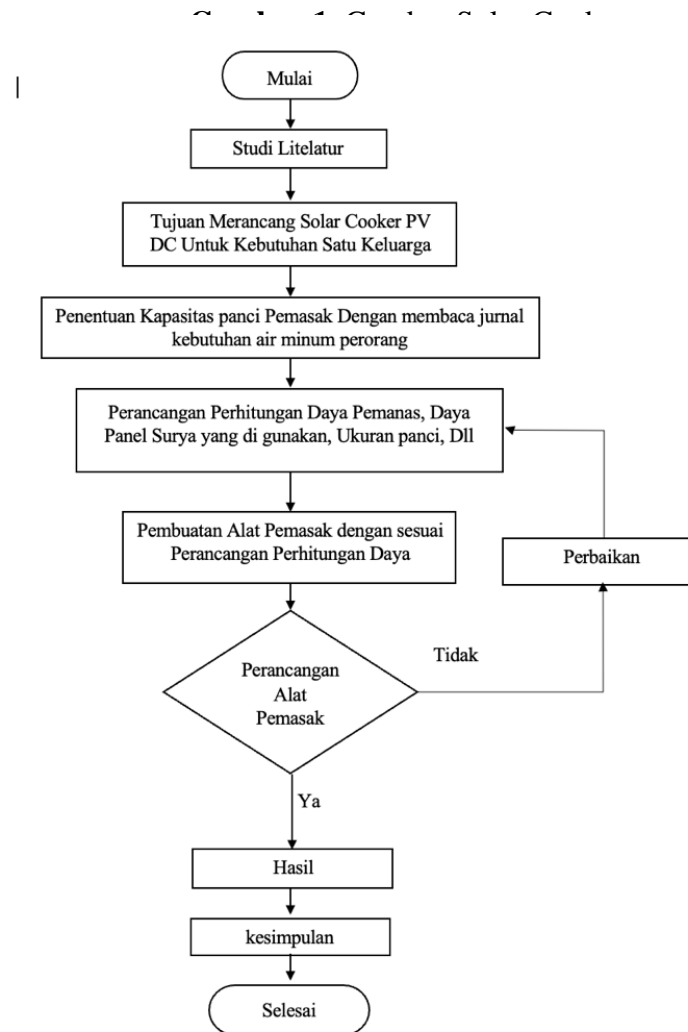 Mulai
Studi Litelatur
Tujuan Merancang Solar Cooker PV
DC Untuk Kebutuhan Satu Keluarga
Penentuan Kapasitas panci Pemasak Dengan membaca jurnal
kebutuhan air minum perorang
Perancangan Perhitungan Daya Pemanas, Daya
Panel Surya yang di gunakan, Ukuran panci, Dll
Pembuatan Alat Pemasak dengan sesuai
Perancangan Perhitungan Daya
Perbaikan
Tidak
Perancangan
Alat
Pemasak
Ya
Hasil
kesimpulan
Selesai